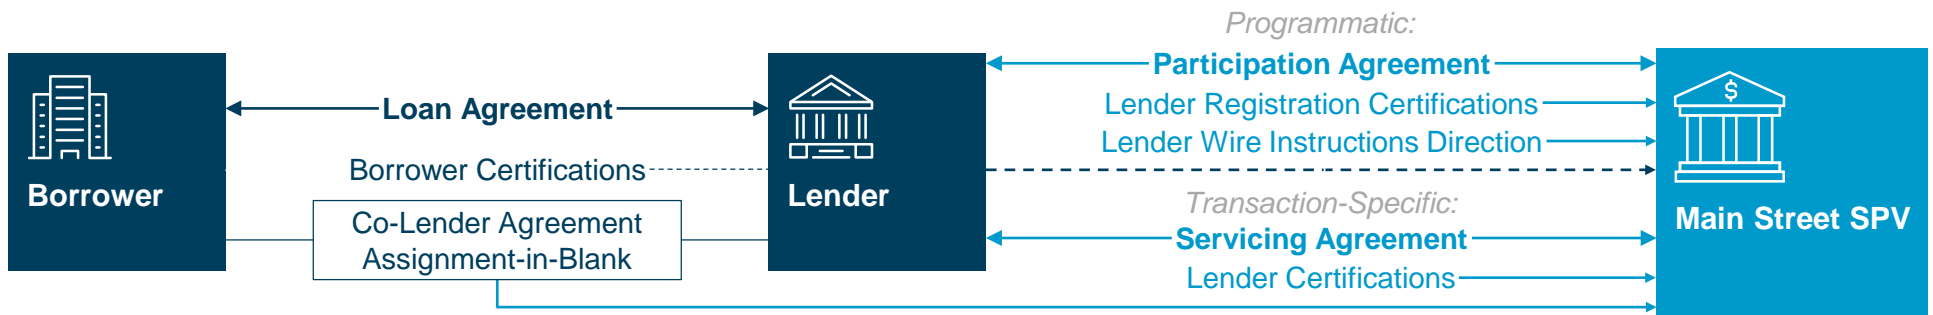 Programmatic:
Participation Agreement
Loan Agreement
Lender Registration Certifications
Lender Wire Instructions Direction
Borrower Certifications
Borrower
Lender
Transaction-Specific:
Main Street SPV
Co-Lender Agreement
Assignment-in-Blank
Servicing Agreement
Lender Certifications
$